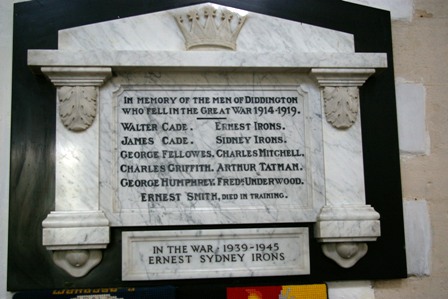 IN MEMORY OF THE MEN OF DIDDINGTON
WHO FELL IN THE GREAT WAR 1914-1919.
WALTER CADE. ERNEST IRONS.
JAMES CADE. SIDNEY IRONS.
GEORGE FELLOWES. CHARLES MITCHELL.
CHARLES GRIFFITH. ARTHUR TATMAN.
GEORGE HUMPHREY. FREDK UNDERWOOD.
ERNEST SMITH, DIED IN TRAINING.
IN THE WAR 1939-1945
ERNEST SYDNEY IRONS